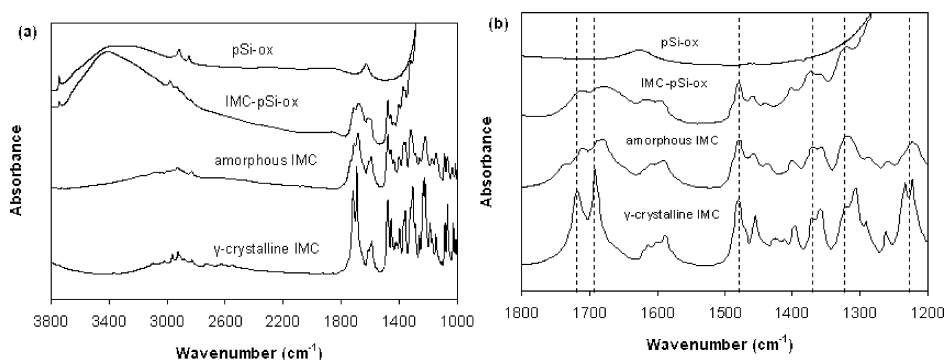 (a)
pSi-ox
IMC-pSi-ox
amorphous IMC
γ-crystalline IMC
Absorbance
3800 3400 3000 2600 2200 1800 1400 1000
Wavenumber (cm⁻¹)
(b)
pSi-ox
IMC-pSi-ox
amorphous IMC
γ-crystalline IMC
Absorbance
1800 1700 1600 1500 1400 1300 1200
Wavenumber (cm⁻¹)